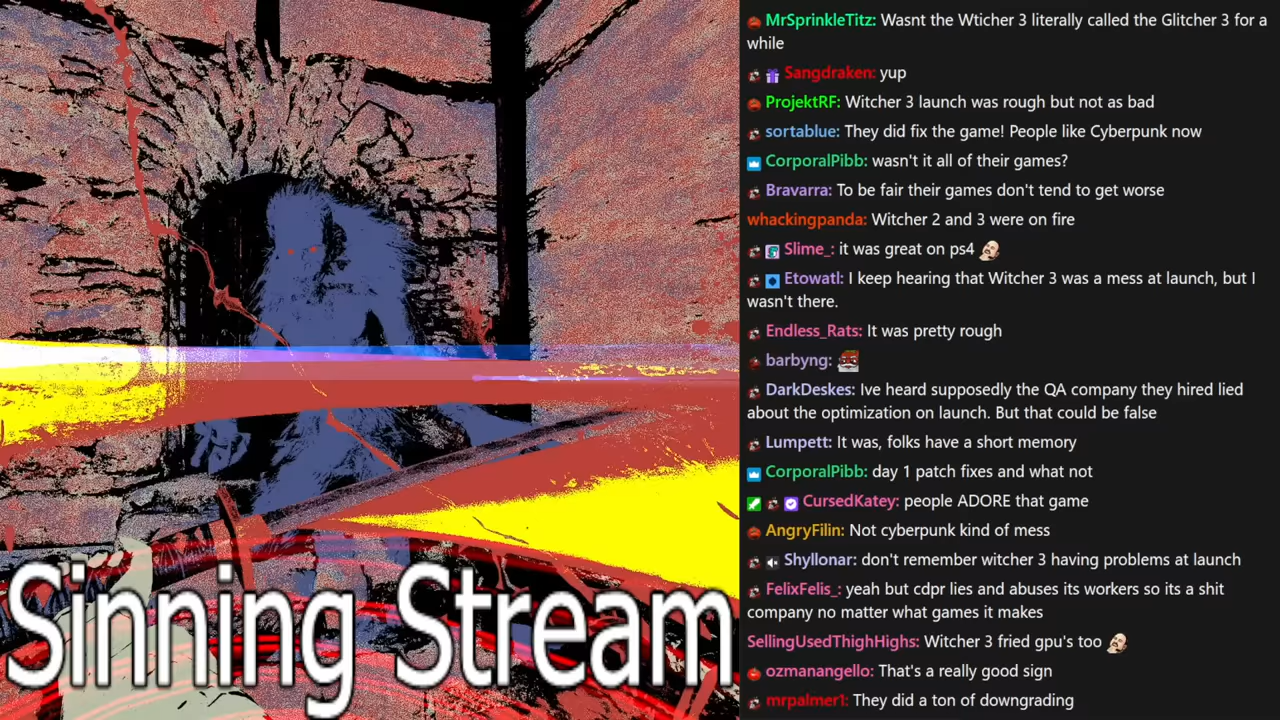 MrSprinkleTitz: Wasnt the Wticher 3 literally called the Glitcher 3 for a
while
Sangdraken: yup
ProjektRF: Witcher 3 launch was rough but not as bad
sortablue: They did fix the game! People like Cyberpunk now
CorporalPibb: wasn't it all of their games?
Bravarra: To be fair their games don't tend to get worse
whackingpanda: Witcher 2 and 3 were on fire
Slime_: it was great on ps4
Etowatl: I keep hearing that Witcher 3 was a mess at launch, but I
wasn't there.
Endless_Rats: It was pretty rough
barbyng:
DarkDeskes: Ive heard supposedly the QA company they hired lied
about the optimization on launch. But that could be false
Lumpett: It was, folks have a short memory
CorporalPibb: day 1 patch fixes and what not
CursedKatey: people ADORE that game
AngryFilin: Not cyberpunk kind of mess
Shyllonar: don't remember witcher 3 having problems at launch
FelixFelis_: yeah but cdpr lies and abuses its workers so its a shit
company no matter what games it makes
SellingUsedThighHighs: Witcher 3 fried gpu's too
ozmanangello: That's a really good sign
mrpalmer1: They did a ton of downgrading
Sinning Stream